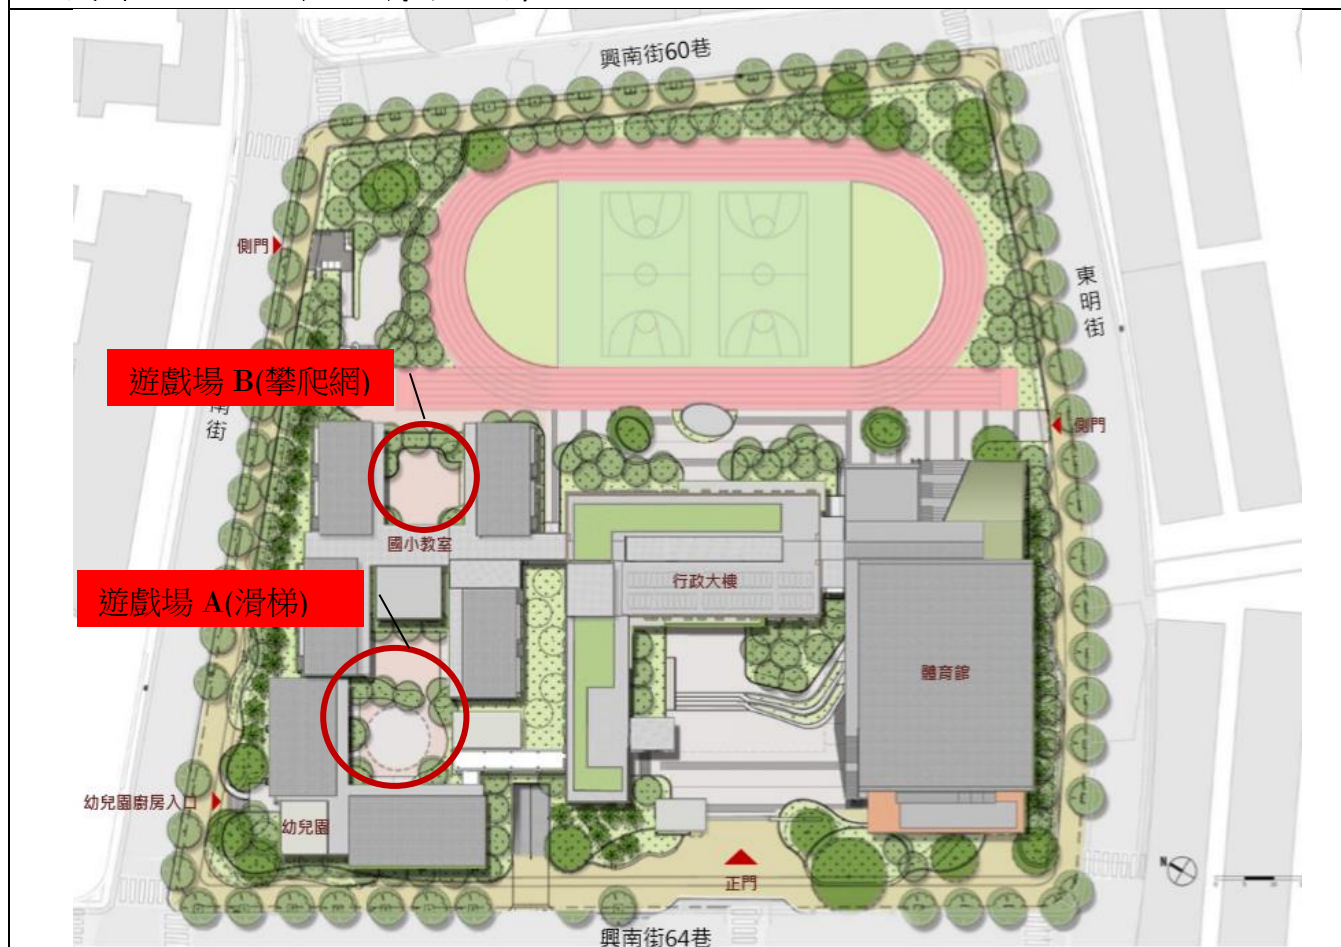 興南街60巷
側門
東明街
遊戲場 B(攀爬網)
街
側門
國小教室
行政大樓
遊戲場 A(滑梯)
體育館
幼兒園廚房入口
幼兒園
正門
N
興南街64巷